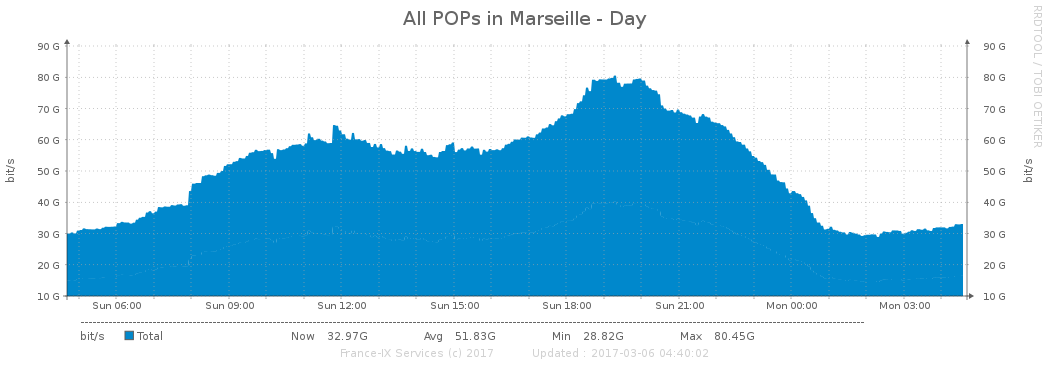 All POPs in Marseille - Day
RRDTOOL / TOBI OETIKER
90 G 90 G
80 G 80 G
70 G 70 G
60 G 60 G
50 G 50 G
40 G 40 G
30 G 30 G
20 G 20 G
10 G 10 G
bit/s
bit/s
Sun 06:00 Sun 09:00 Sun 12:00 Sun 15:00 Sun 18:00 Sun 21:00 Mon 00:00 Mon 03:00
bit/s Total Now 32.97G Avg 51.83G Min 28.82G Max 80.45G
France-IX Services (c) 2017 Updated : 2017-03-06 04:40:02